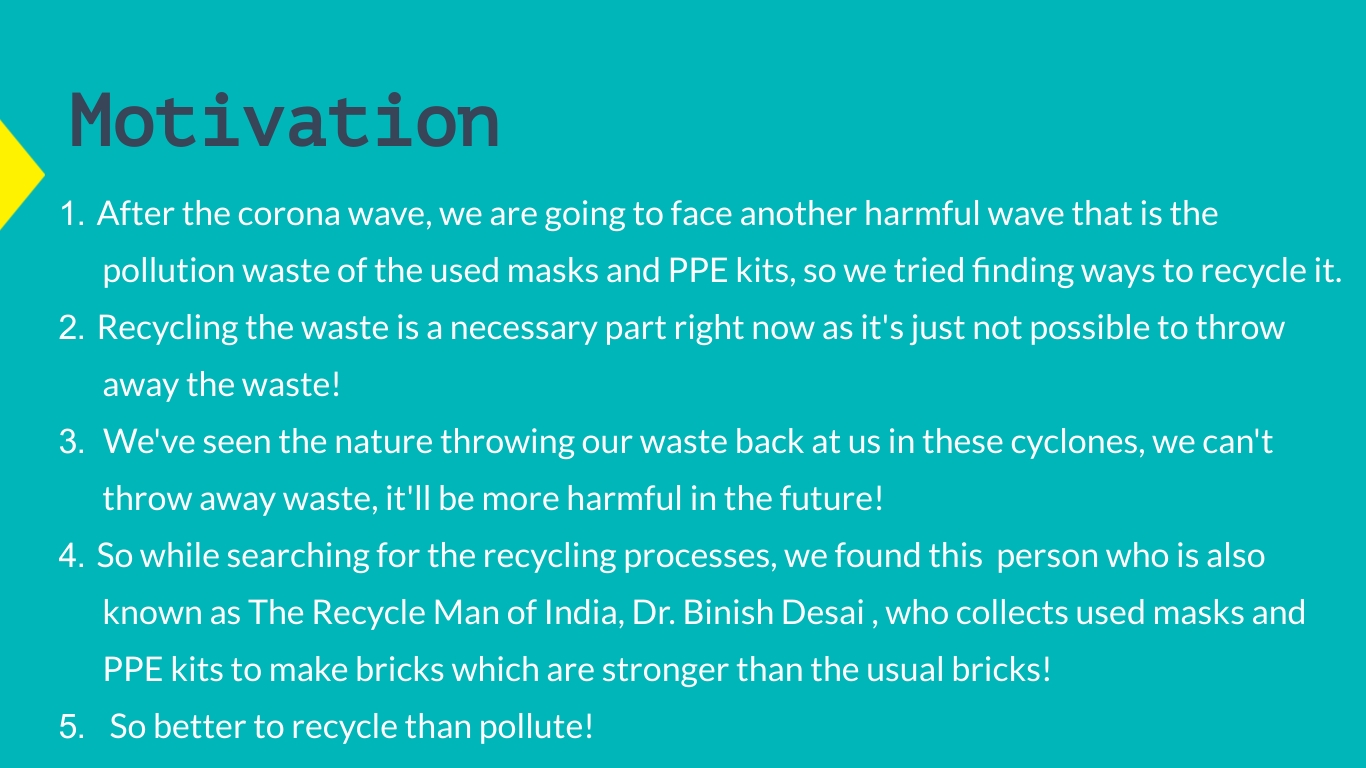 Motivation
1. After the corona wave, we are going to face another harmful wave that is the
pollution waste of the used masks and PPE kits, so we tried finding ways to recycle it.
2. Recycling the waste is a necessary part right now as it's just not possible to throw
away the waste!
3. We've seen the nature throwing our waste back at us in these cyclones, we can't
throw away waste, it'll be more harmful in the future!
4. So while searching for the recycling processes, we found this person who is also
known as The Recycle Man of India, Dr. Binish Desai , who collects used masks and
PPE kits to make bricks which are stronger than the usual bricks!
5. So better to recycle than pollute!